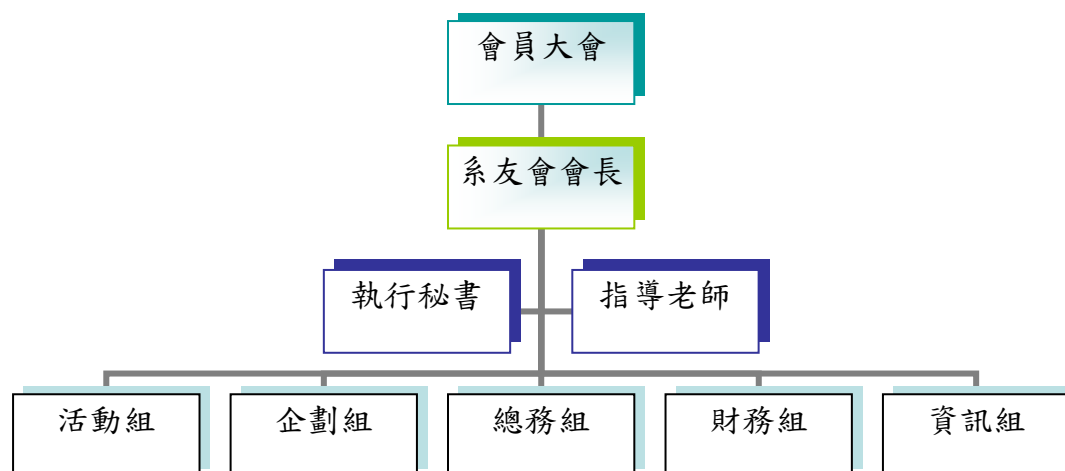 會員大會
系友會會長
執行秘書
指導老師
活動組
企劃組
總務組
財務組
資訊組